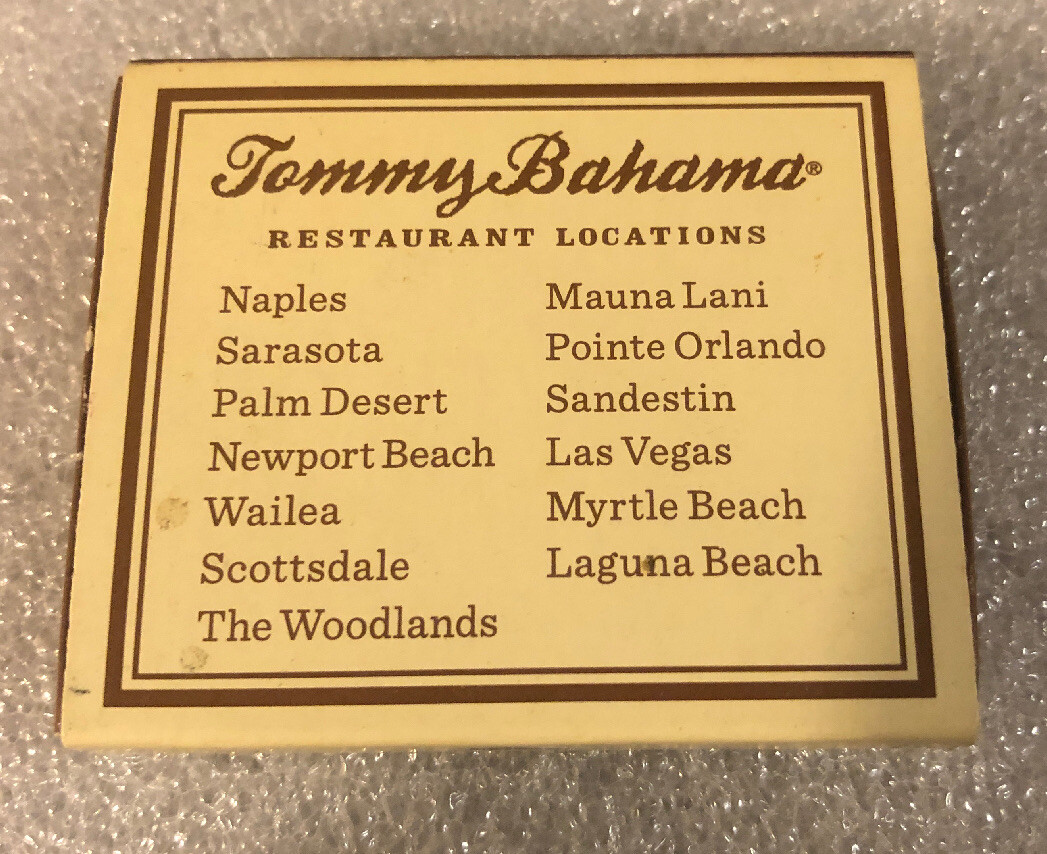 Tommy Bahama®
RESTAURANT LOCATIONS
Naples
Sarasota
Palm Desert
Newport Beach
Wailea
Scottsdale
The Woodlands
Mauna Lani
Pointe Orlando
Sandestin
Las Vegas
Myrtle Beach
Laguna Beach